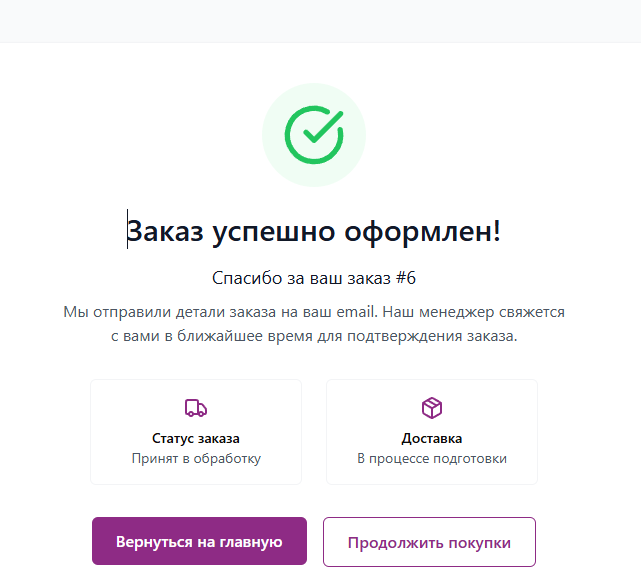 Заказ успешно оформлен!
Спасибо за ваш заказ #6
Мы отправили детали заказа на ваш email. Наш менеджер свяжется
с вами в ближайшее время для подтверждения заказа.
Статус заказа
Принят в обработку
Доставка
В процессе подготовки
Вернуться на главную
Продолжить покупки